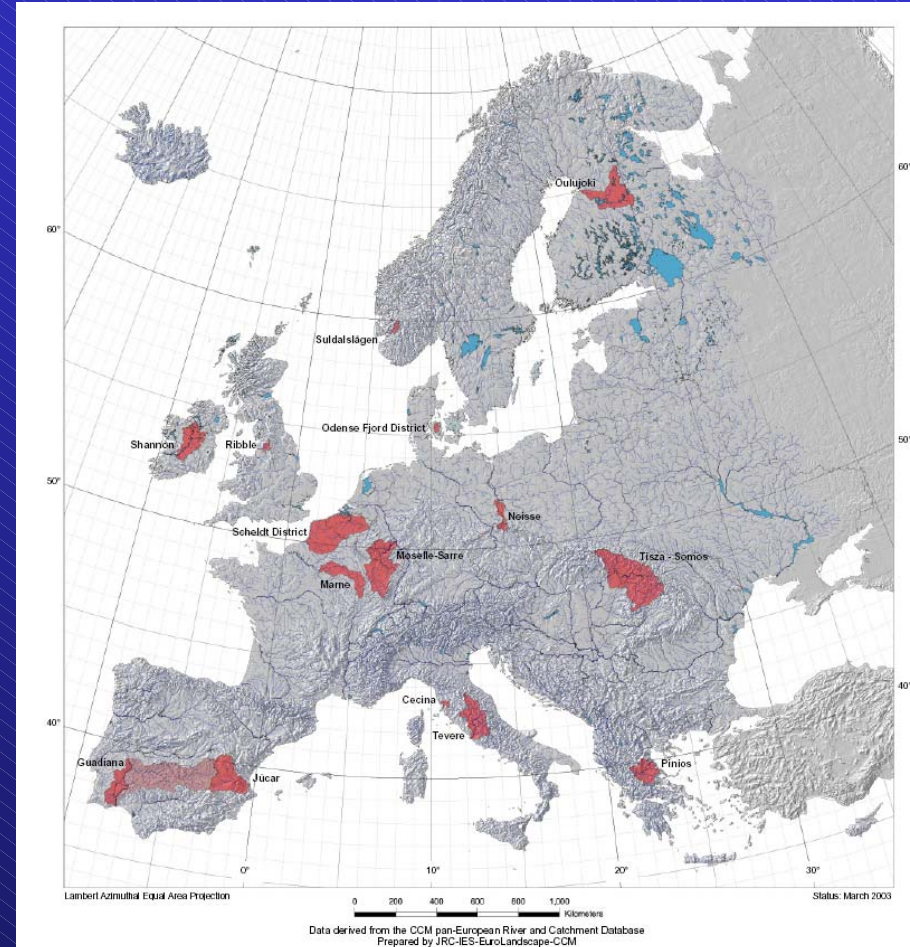 60°
Oulujoki
60°
Suldalslågen
Odense Fjord District
Shannon
Ribble
50°
50°
Neisse
Scheldt District
Moselle-Sarre
Tisza - Somos
Marne
40°
Cecina
Tevere
40°
Guadiana
Pinios
Júcar
0°
10°
20°
30°
Lambert Azimuthal Equal Area Projection
Status: March 2003
0 200 400 600 800 1,000
Kilometers
Data derived from the CCM pan-European River and Catchment Database
Prepared by JRC-IES-EuroLandscape-CCM